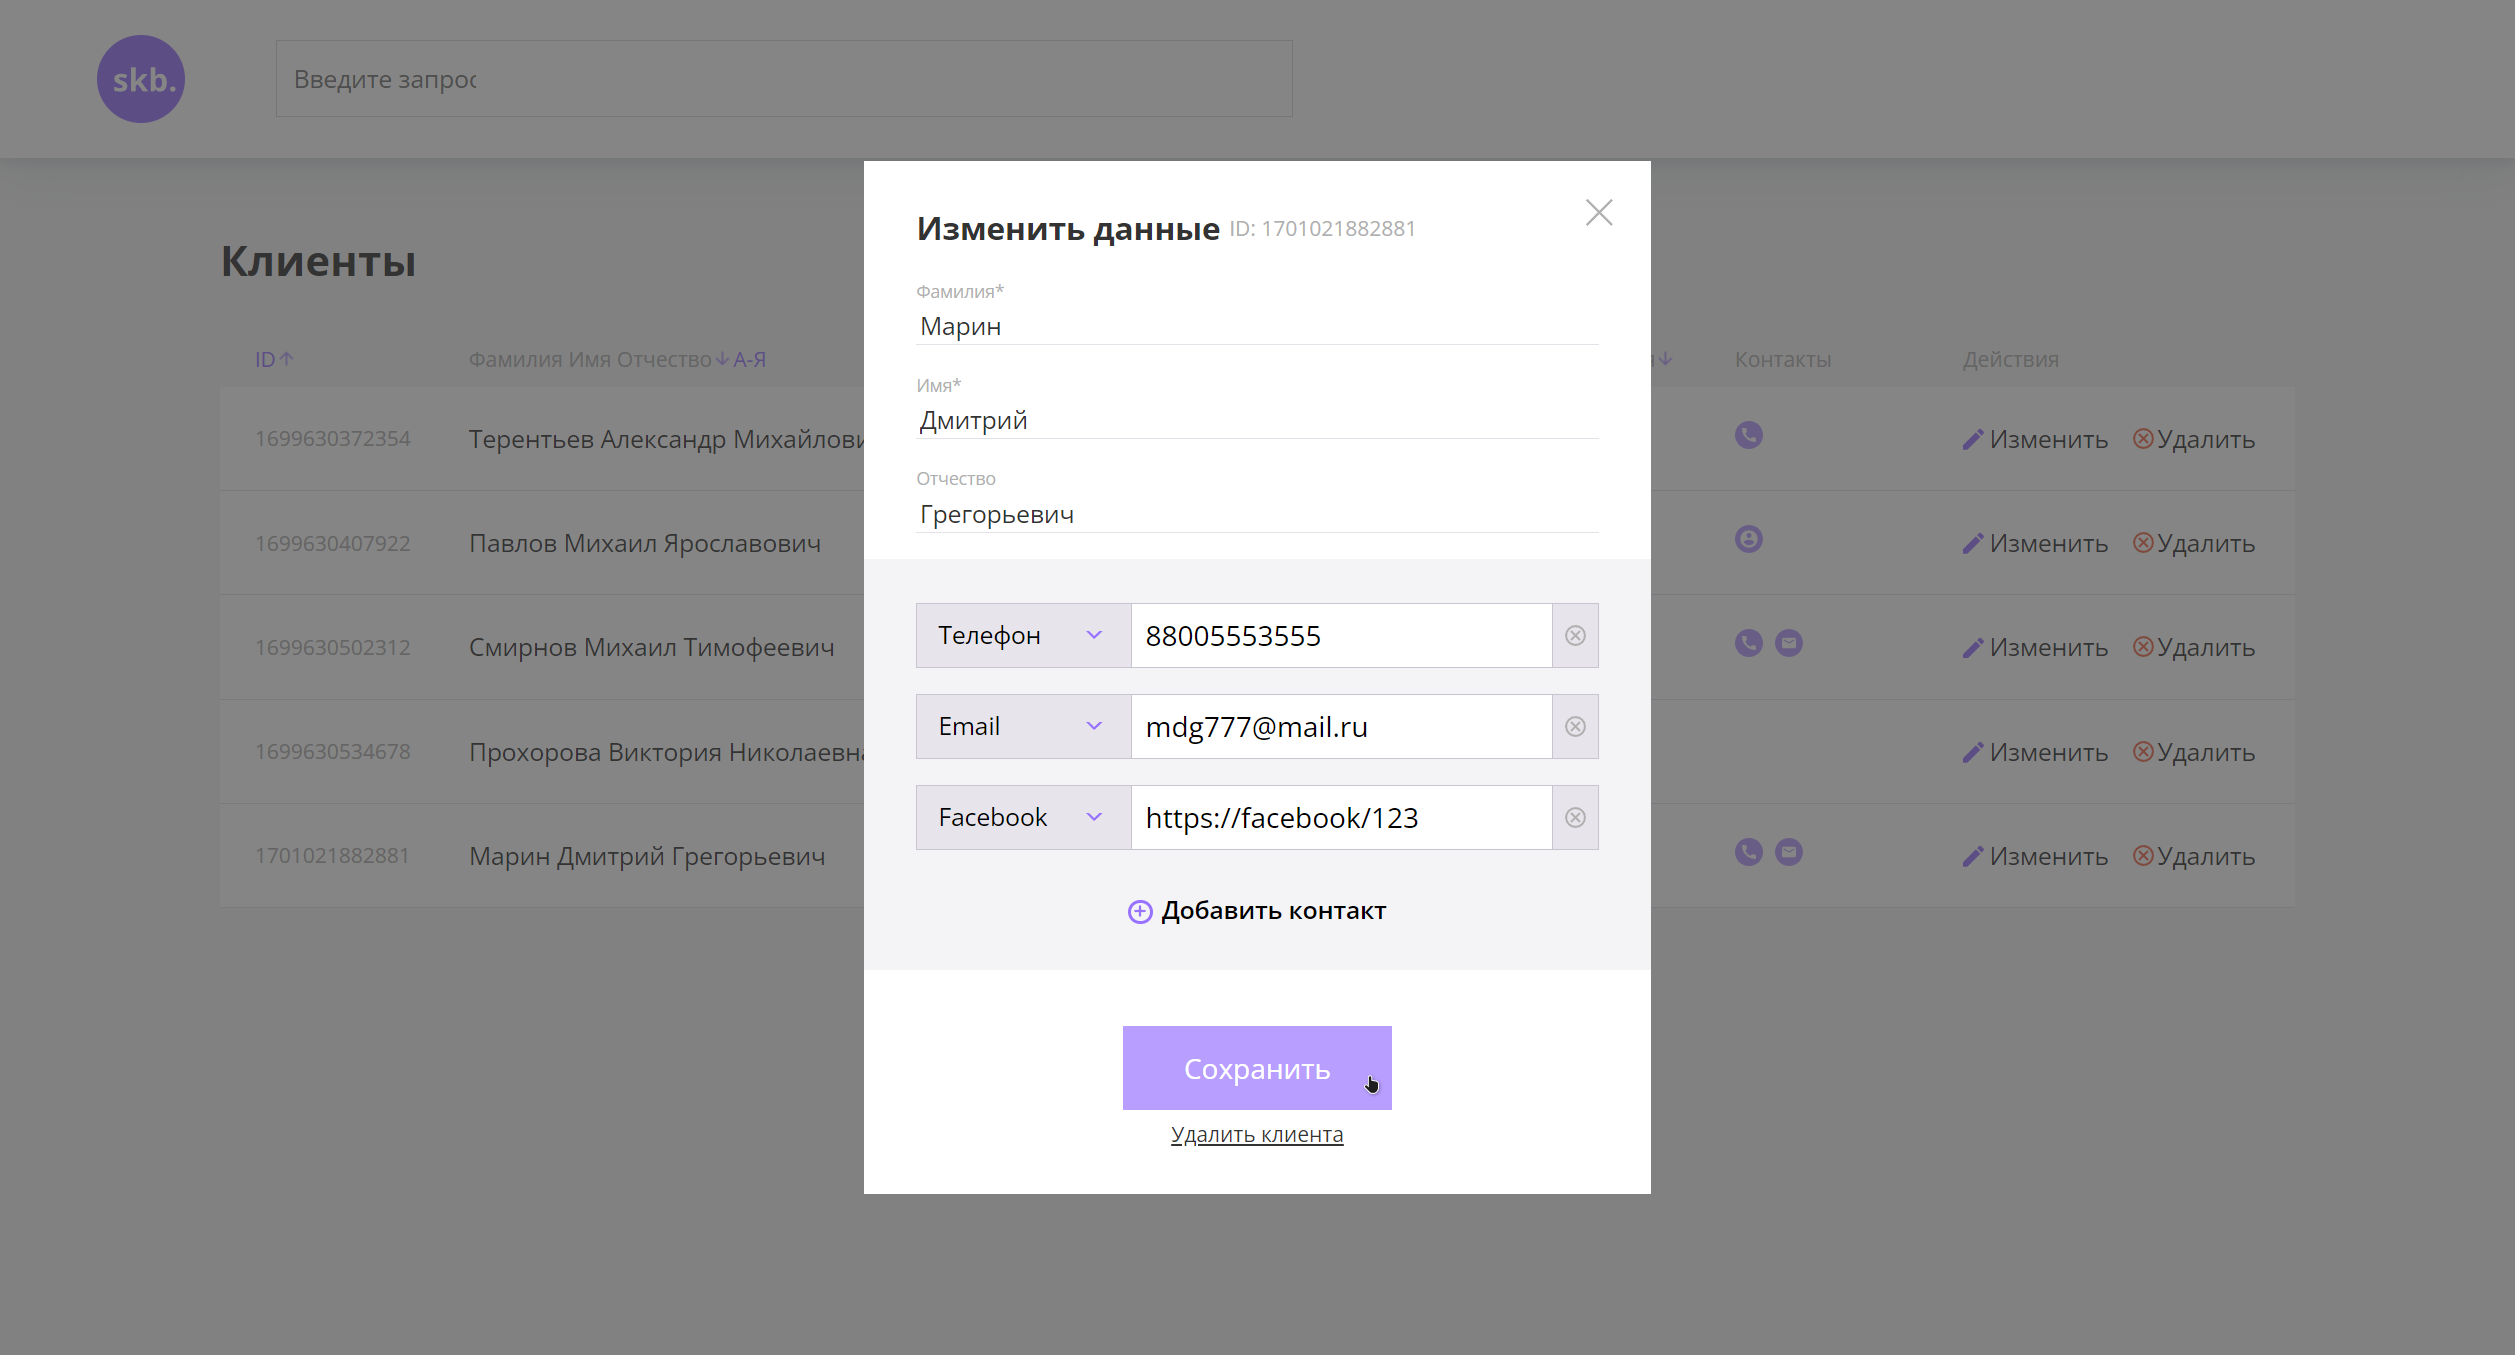 skb.
Введите запрос
Изменить данные ID: 1701021882881
Фамилия*
Марин
Имя*
Дмитрий
Отчество
Грегорьевич
Телефон 88005553555
Email mdg777@mail.ru
Facebook https://facebook/123
Добавить контакт
Сохранить
Удалить клиента
Клиенты
ID Фамилия Имя Отчество А-Я Контакты Действия
1699630372354 Терентьев Александр Михайлови Изменить Удалить
1699630407922 Павлов Михаил Ярославович Изменить Удалить
1699630502312 Смирнов Михаил Тимофеевич Изменить Удалить
1699630534678 Прохорова Виктория Николаевна Изменить Удалить
1701021882881 Марин Дмитрий Грегорьевич Изменить Удалить